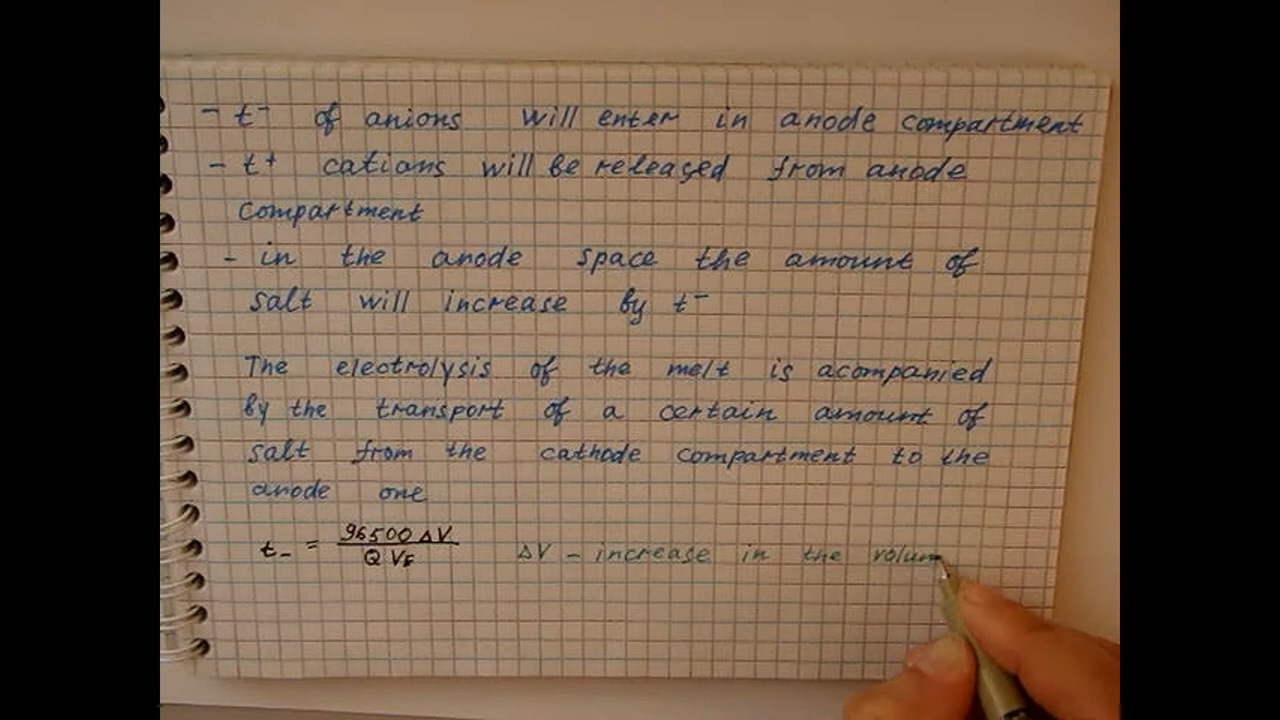 - t⁻ of anions will enter in anode compartment
- t+ cations will be released from anode
compartment
- in the anode space the amount of
salt will increase by t⁻
The electrolysis of the melt is acompanied
by the transport of a certain amount of
salt from the cathode compartment to the
anode one
t₋ = 96500 ΔV / Q VE ΔV - increase in the volum